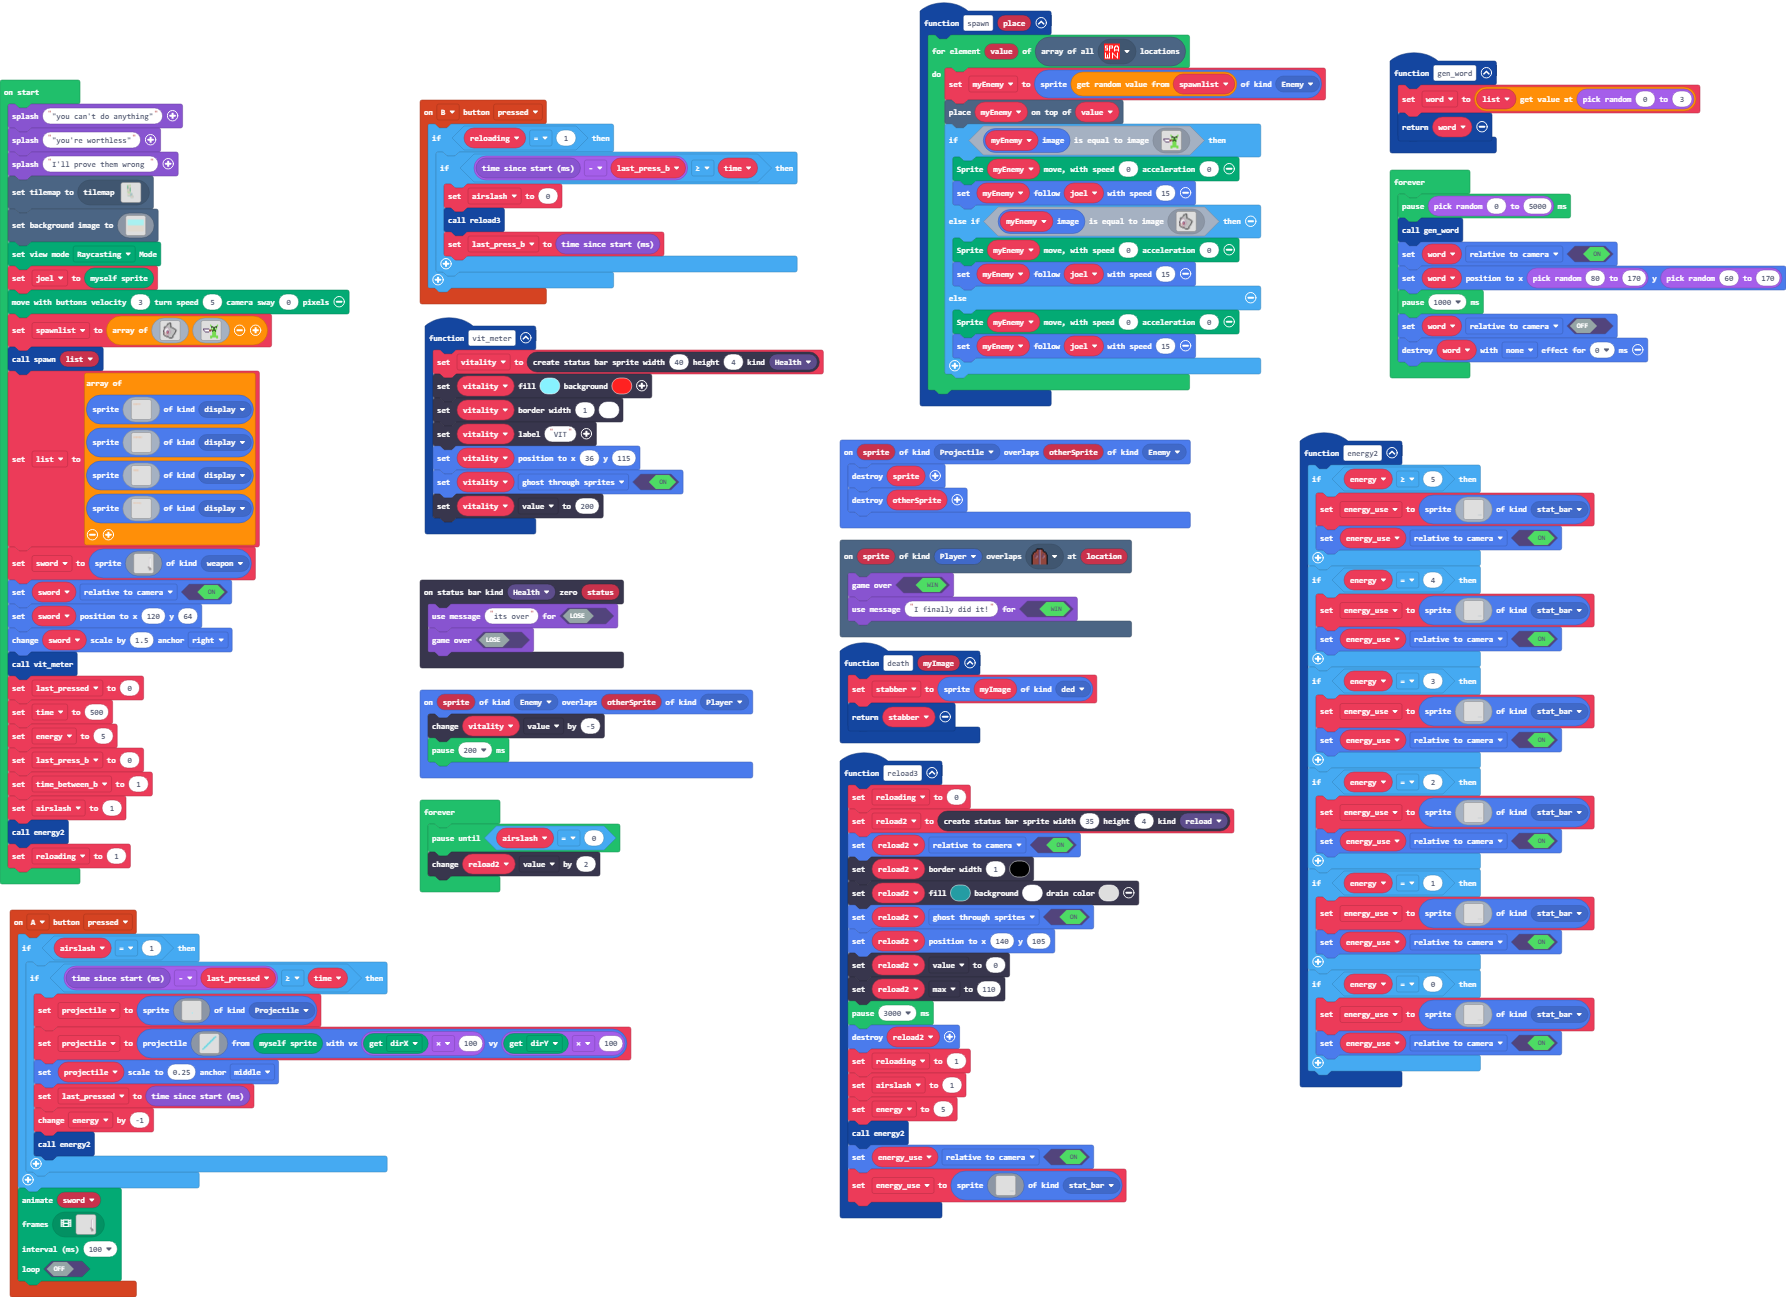 on start
splash "you can't do anything"
splash "you're worthless"
splash "I'll prove them wrong "
set tilemap to tilemap
set background image to
set view mode Raycasting Mode
set joel to myself sprite
move with buttons velocity 3 turn speed 5 camera sway 0 pixels
set spawnlist to array of
call spawn list
set list to array of
sprite of kind display
sprite of kind display
sprite of kind display
sprite of kind display
set sword to sprite of kind weapon
set sword relative to camera ON
set sword position to x 120 y 64
change sword scale by 1.5 anchor right
call vit_meter
set last_pressed to 0
set time to 500
set energy to 5
set last_press_b to 0
set time_between_b to 1
set airslash to 1
call energy2
set reloading to 1
on A button pressed
if airslash = 1 then
if time since start (ms) - last_pressed ≥ time then
set projectile to sprite of kind Projectile
set projectile to projectile from myself sprite with vx get dirX × 100 vy get dirY × 100
set projectile scale to 0.25 anchor middle
set last_pressed to time since start (ms)
change energy by -1
call energy2
animate sword
frames
interval (ms) 100
loop OFF
on B button pressed
if reloading = 1 then
if time since start (ms) - last_press_b ≥ time then
set airslash to 0
call reload3
set last_press_b to time since start (ms)
function vit_meter
set vitality to create status bar sprite width 40 height 4 kind Health
set vitality fill background
set vitality border width 1
set vitality label "VIT"
set vitality position to x 36 y 115
set vitality ghost through sprites ON
set vitality value to 200
on status bar kind Health zero status
use message "its over" for LOSE
game over LOSE
on sprite of kind Enemy overlaps otherSprite of kind Player
change vitality value by -5
pause 200 ms
forever
pause until airslash = 0
change reload2 value by 2
function spawn place
for element value of array of all SPAWN locations
do
set myEnemy to sprite get random value from spawnlist of kind Enemy
place myEnemy on top of value
if myEnemy image is equal to image then
Sprite myEnemy move, with speed 0 acceleration 0
set myEnemy follow joel with speed 15
else if myEnemy image is equal to image then
Sprite myEnemy move, with speed 0 acceleration 0
set myEnemy follow joel with speed 15
else
Sprite myEnemy move, with speed 0 acceleration 0
set myEnemy follow joel with speed 15
on sprite of kind Projectile overlaps otherSprite of kind Enemy
destroy sprite
destroy otherSprite
on sprite of kind Player overlaps at location
game over WIN
use message "I finally did it!" for WIN
function death myImage
set stabber to sprite myImage of kind ded
return stabber
function reload3
set reloading to 0
set reload2 to create status bar sprite width 35 height 4 kind reload
set reload2 relative to camera ON
set reload2 border width 1
set reload2 fill background drain color
set reload2 ghost through sprites ON
set reload2 position to x 140 y 105
set reload2 value to 0
set reload2 max to 110
pause 3000 ms
destroy reload2
set reloading to 1
set airslash to 1
set energy to 5
call energy2
set energy_use relative to camera ON
set energy_use to sprite of kind stat_bar
function gen_word
set word to list get value at pick random 0 to 3
return word
forever
pause pick random 0 to 5000 ms
call gen_word
set word relative to camera ON
set word position to x pick random 80 to 170 y pick random 60 to 170
pause 1000 ms
set word relative to camera OFF
destroy word with none effect for 0 ms
function energy2
if energy ≥ 5 then
set energy_use to sprite of kind stat_bar
set energy_use relative to camera ON
if energy = 4 then
set energy_use to sprite of kind stat_bar
set energy_use relative to camera ON
if energy = 3 then
set energy_use to sprite of kind stat_bar
set energy_use relative to camera ON
if energy = 2 then
set energy_use to sprite of kind stat_bar
set energy_use relative to camera ON
if energy = 1 then
set energy_use to sprite of kind stat_bar
set energy_use relative to camera ON
if energy = 0 then
set energy_use to sprite of kind stat_bar
set energy_use relative to camera ON